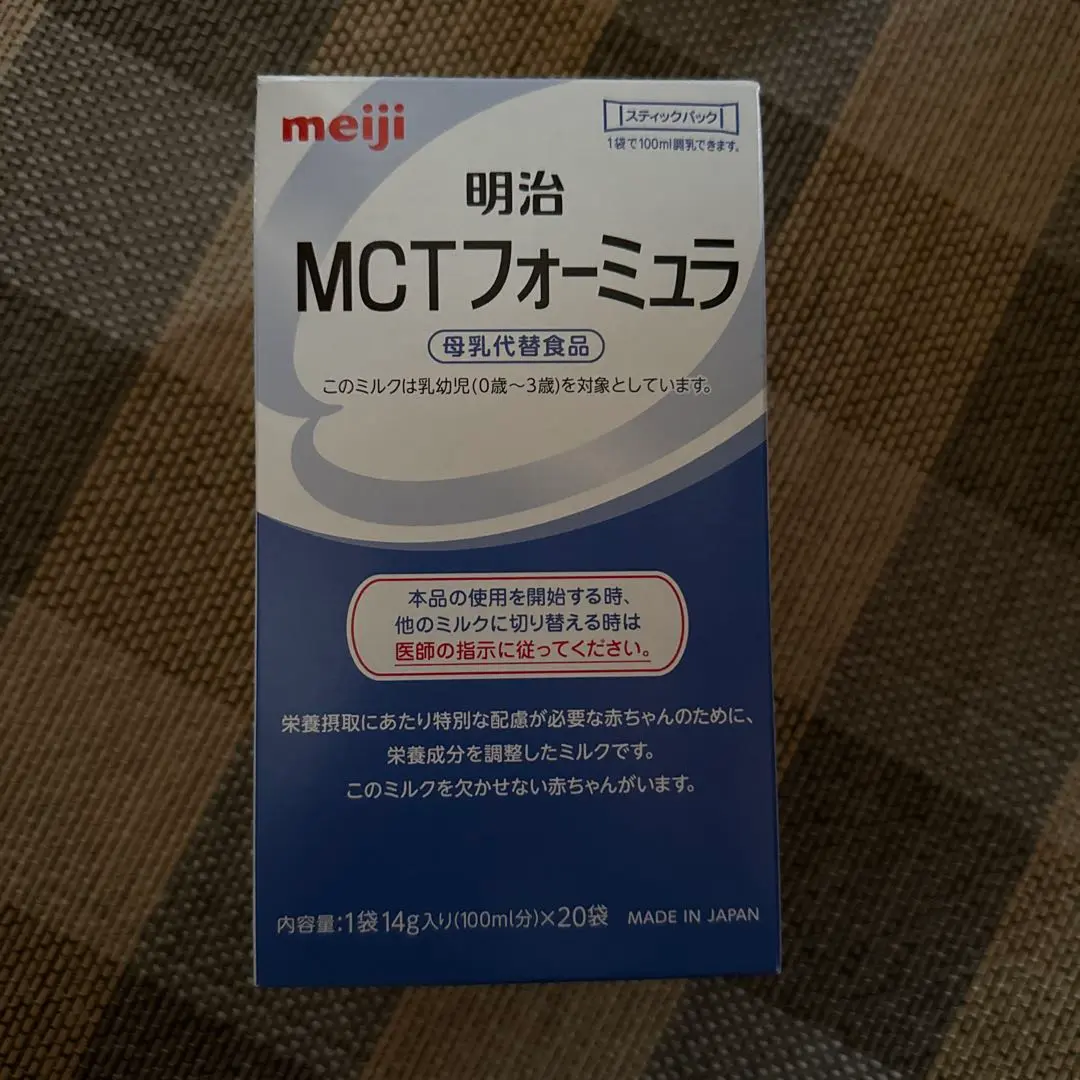 meiji
スティックパック
1袋で100ml調乳できます。
明治
MCTフォーミュラ
母乳代替食品
このミルクは乳幼児(0歳～3歳)を対象としています。
本品の使用を開始する時、
他のミルクに切り替える時は
医師の指示に従ってください。
栄養摂取にあたり特別な配慮が必要な赤ちゃんのために、
栄養成分を調整したミルクです。
このミルクを欠かせない赤ちゃんがいます。
内容量:1袋14g入り(100ml分)×20袋 MADE IN JAPAN